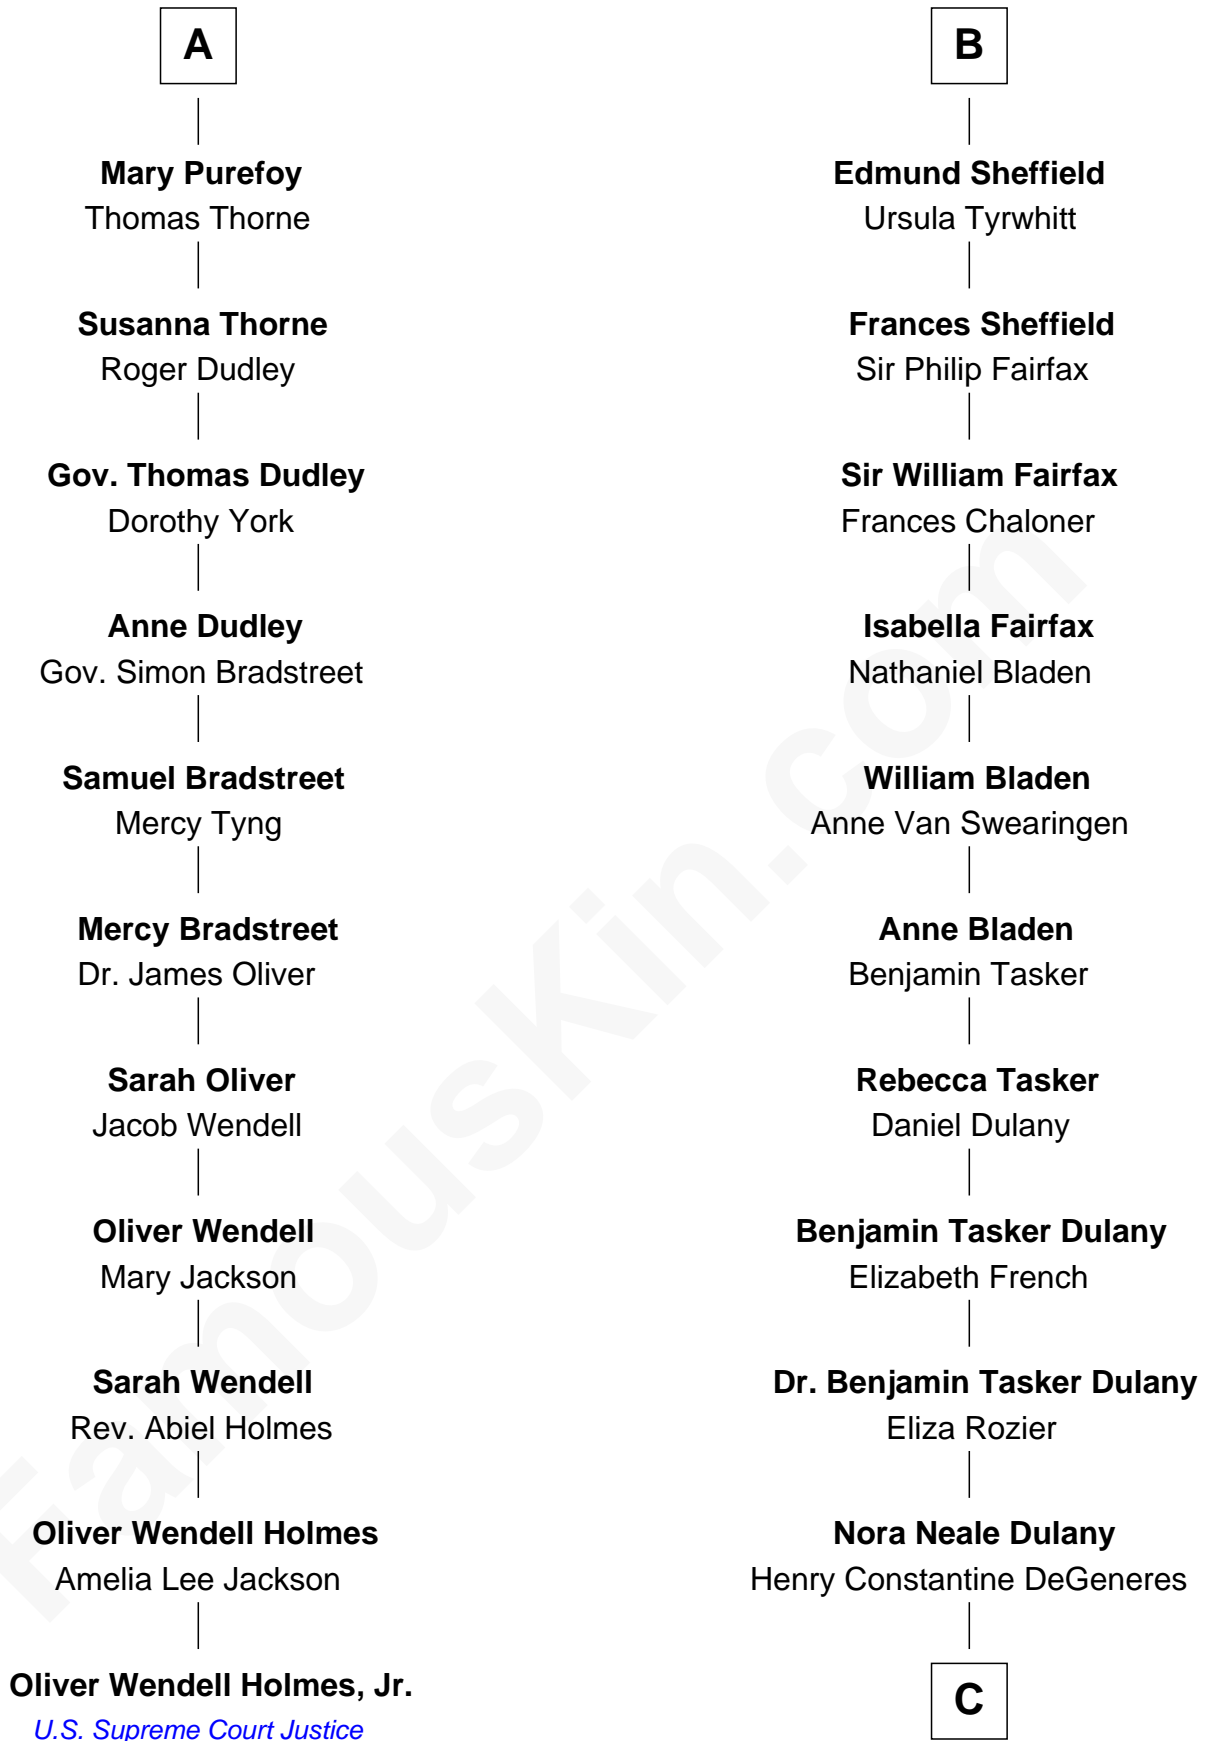 A
Mary Purefoy
Thomas Thorne
Susanna Thorne
Roger Dudley
Gov. Thomas Dudley
Dorothy York
Anne Dudley
Gov. Simon Bradstreet
Samuel Bradstreet
Mercy Tyng
Mercy Bradstreet
Dr. James Oliver
Sarah Oliver
Jacob Wendell
Oliver Wendell
Mary Jackson
Sarah Wendell
Rev. Abiel Holmes
Oliver Wendell Holmes
Amelia Lee Jackson
Oliver Wendell Holmes, Jr.
U.S. Supreme Court Justice
B
Edmund Sheffield
Ursula Tyrwhitt
Frances Sheffield
Sir Philip Fairfax
Sir William Fairfax
Frances Chaloner
Isabella Fairfax
Nathaniel Bladen
William Bladen
Anne Van Swearingen
Anne Bladen
Benjamin Tasker
Rebecca Tasker
Daniel Dulany
Benjamin Tasker Dulany
Elizabeth French
Dr. Benjamin Tasker Dulany
Eliza Rozier
Nora Neale Dulany
Henry Constantine DeGeneres
C
FamousKin.com